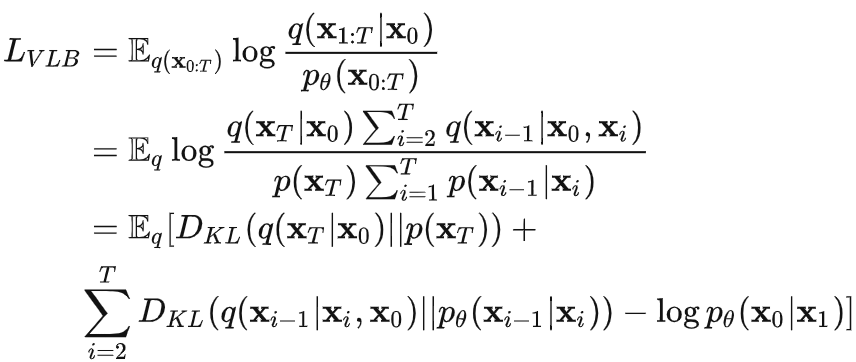 L_{VLB} = \mathbb{E}_{q(\mathbf{x}_{0:T})} \log \frac{q(\mathbf{x}_{1:T}|\mathbf{x}_0)}{p_\theta(\mathbf{x}_{0:T})}
= \mathbb{E}_q \log \frac{q(\mathbf{x}_T|\mathbf{x}_0) \sum_{i=2}^{T} q(\mathbf{x}_{i-1}|\mathbf{x}_0, \mathbf{x}_i)}{p(\mathbf{x}_T) \sum_{i=1}^{T} p(\mathbf{x}_{i-1}|\mathbf{x}_i)}
= \mathbb{E}_q [D_{KL}(q(\mathbf{x}_T|\mathbf{x}_0)||p(\mathbf{x}_T)) +
\sum_{i=2}^{T} D_{KL}(q(\mathbf{x}_{i-1}|\mathbf{x}_i, \mathbf{x}_0)||p_\theta(\mathbf{x}_{i-1}|\mathbf{x}_i)) - \log p_\theta(\mathbf{x}_0|\mathbf{x}_1)]